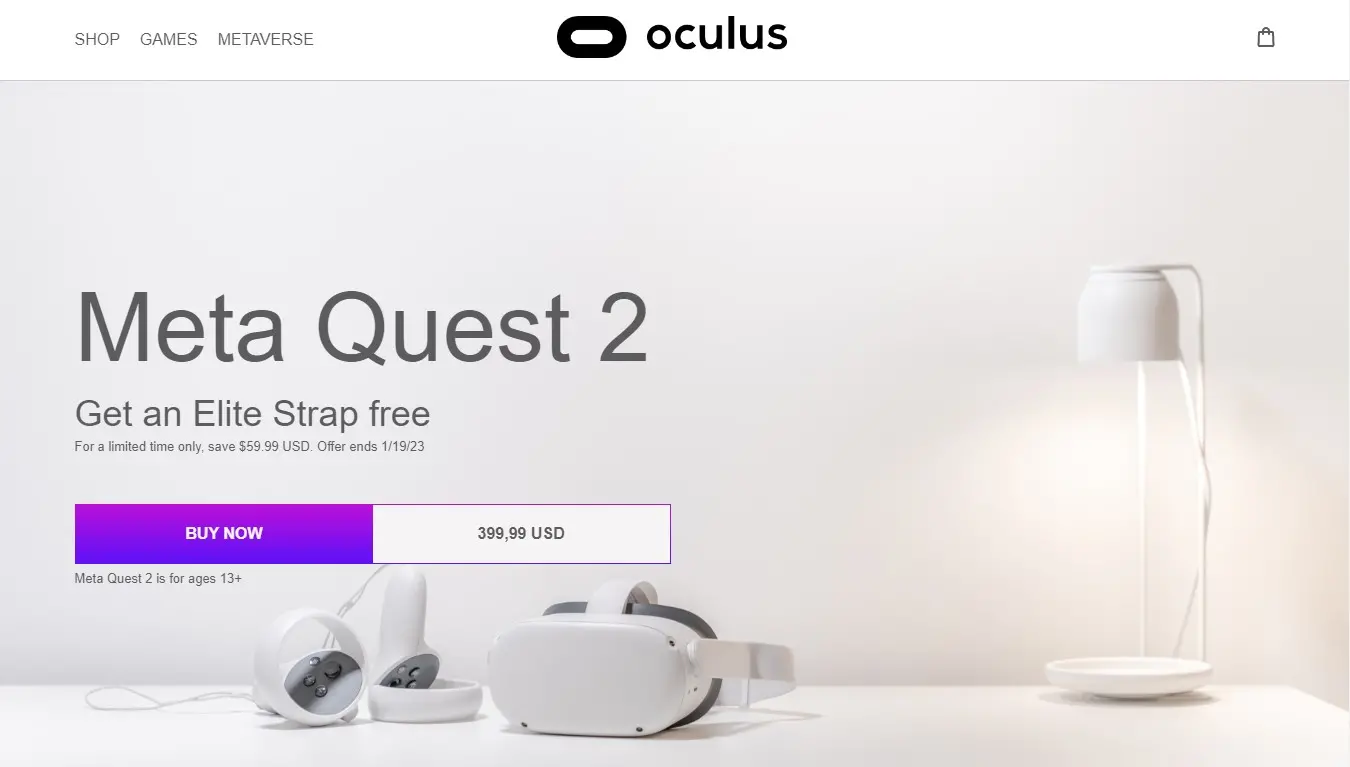 SHOP GAMES METAVERSE oculus
Meta Quest 2
Get an Elite Strap free
For a limited time only, save $59.99 USD. Offer ends 1/19/23
BUY NOW 399,99 USD
Meta Quest 2 is for ages 13+